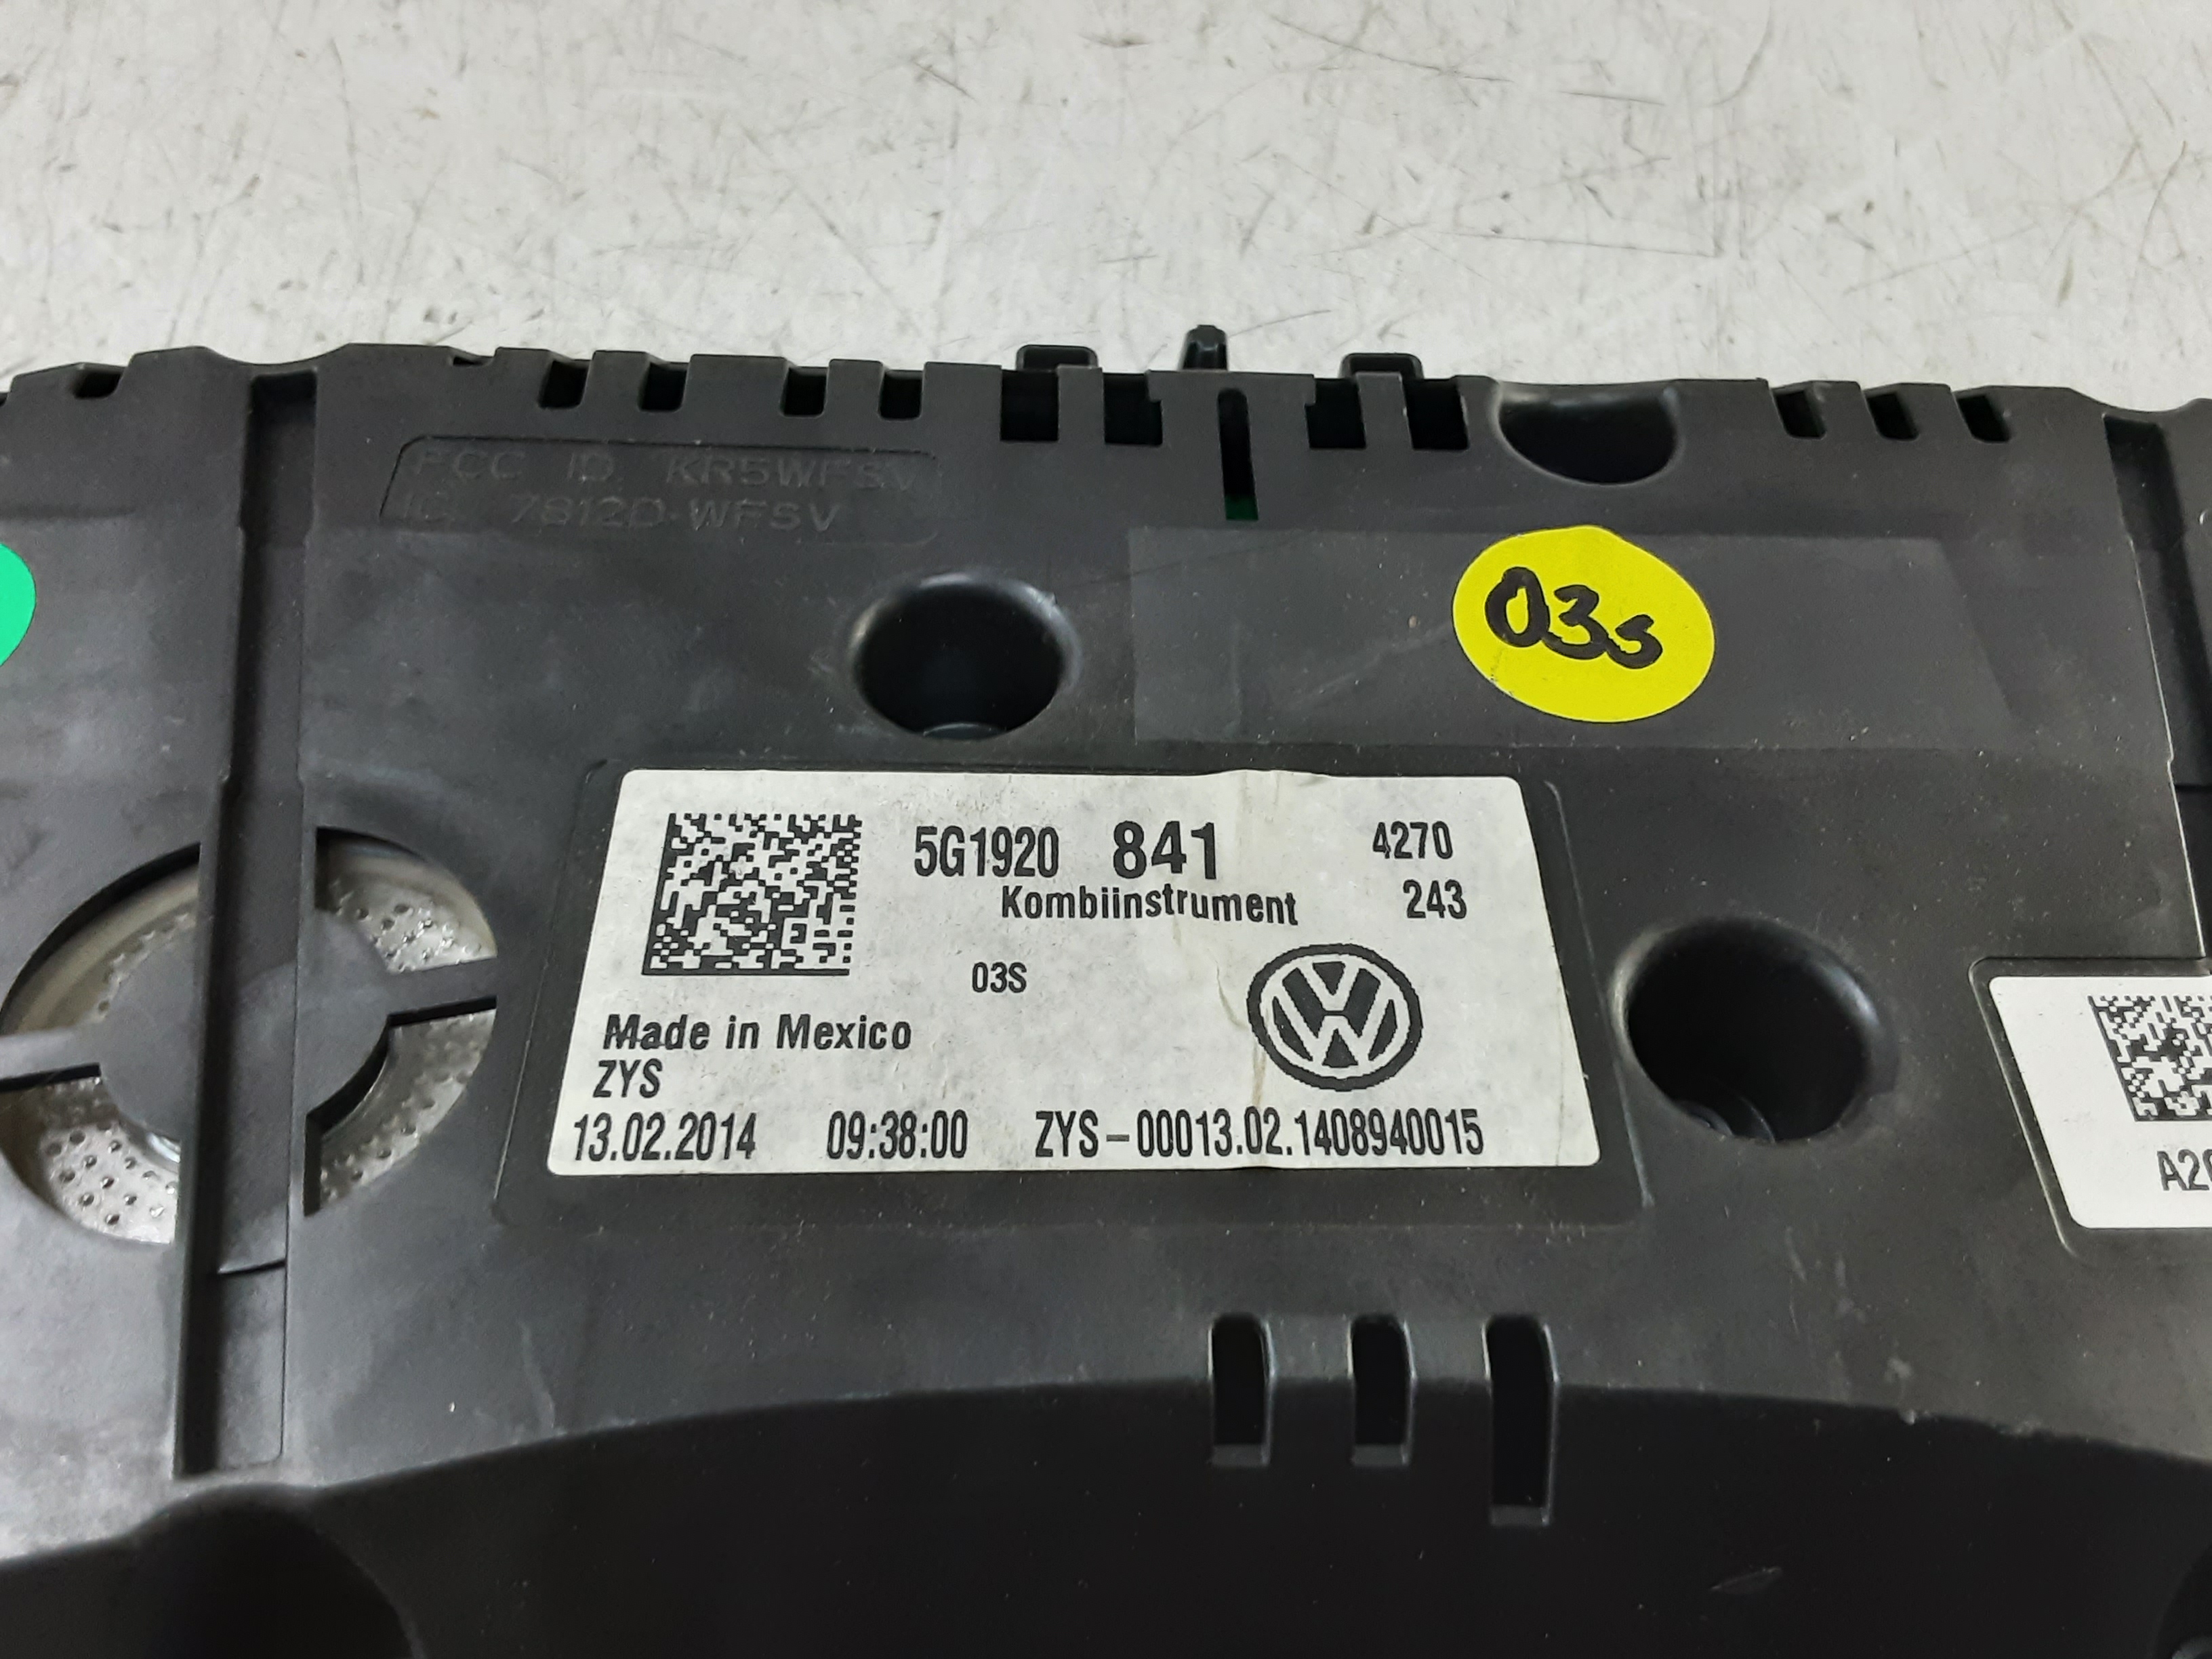 FCC ID KR5WFSV
IC 7812D-WFSV
03s
5G1920 841 4270
Kombiinstrument 243
03S
Made in Mexico
ZYS
13.02.2014 09:38:00 ZYS-00013.02.1408940015